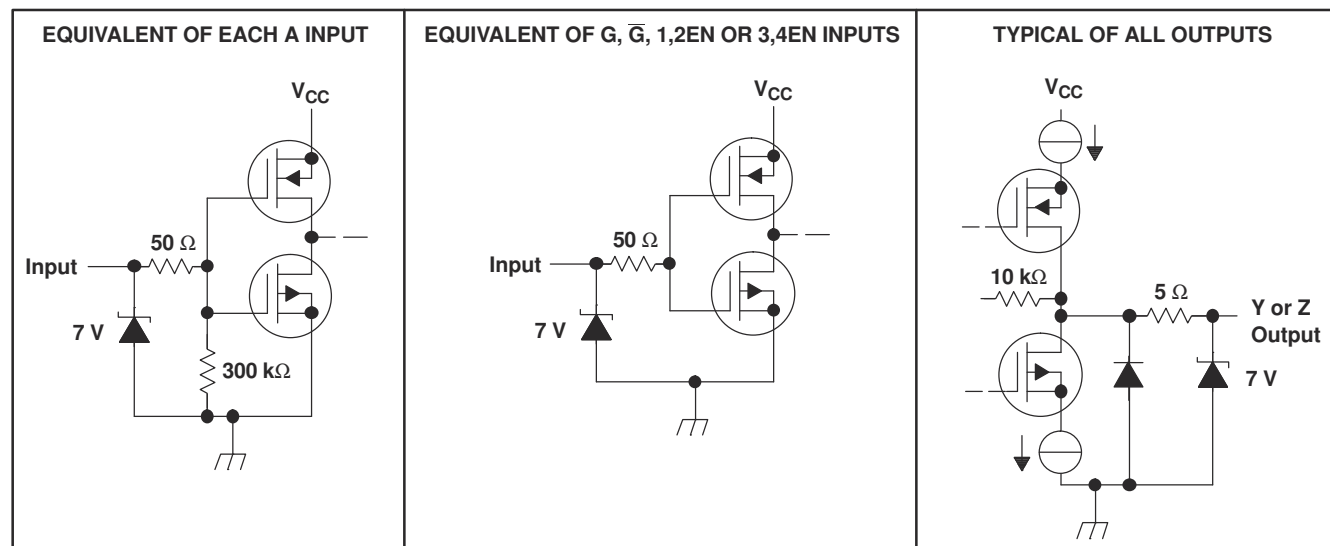 EQUIVALENT OF EACH A INPUT
VCC
50 Ω
Input
7 V
300 kΩ
EQUIVALENT OF G, G̅, 1,2EN OR 3,4EN INPUTS
VCC
50 Ω
Input
7 V
TYPICAL OF ALL OUTPUTS
VCC
10 kΩ
5 Ω
Y or Z
Output
7 V